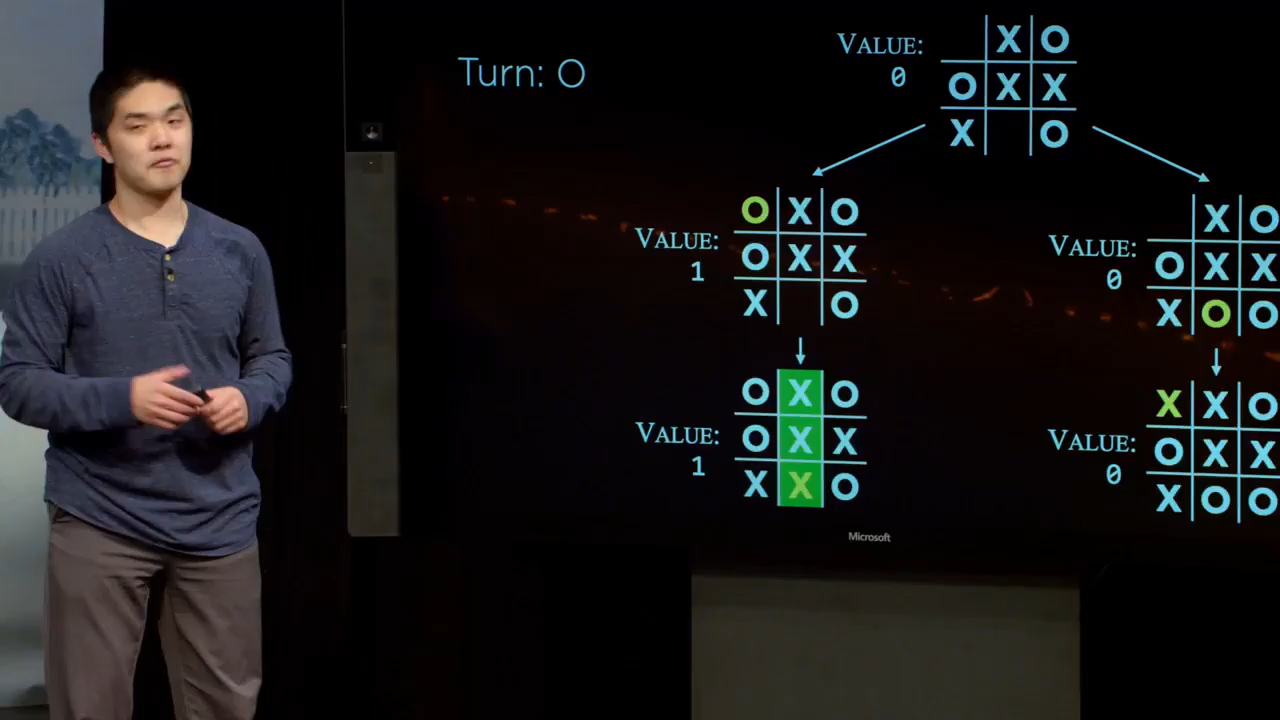 Turn: O
VALUE:
0
X O
O X X
X O
VALUE:
1
O X O
O X X
X O
VALUE:
0
X O
O X X
X O O
VALUE:
1
O X O
O X X
X X O
VALUE:
0
X X O
O X X
X O O
Microsoft